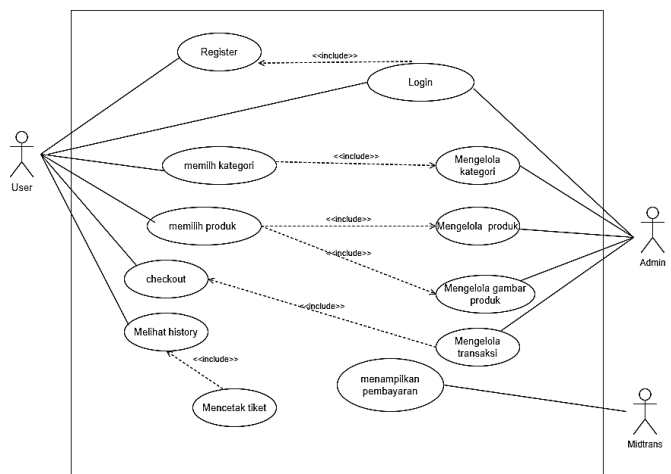 Register
<<include>>
Login
User
memilh kategori
<<include>>
Mengelola
kategori
memilih produk
<<include>>
Mengelola produk
Admin
<<include>>
checkout
Mengelola gambar
produk
<<include>>
Melihat history
Mengelola
transaksi
<<include>>
menampilkan
pembayaran
Mencetak tiket
Midtrans